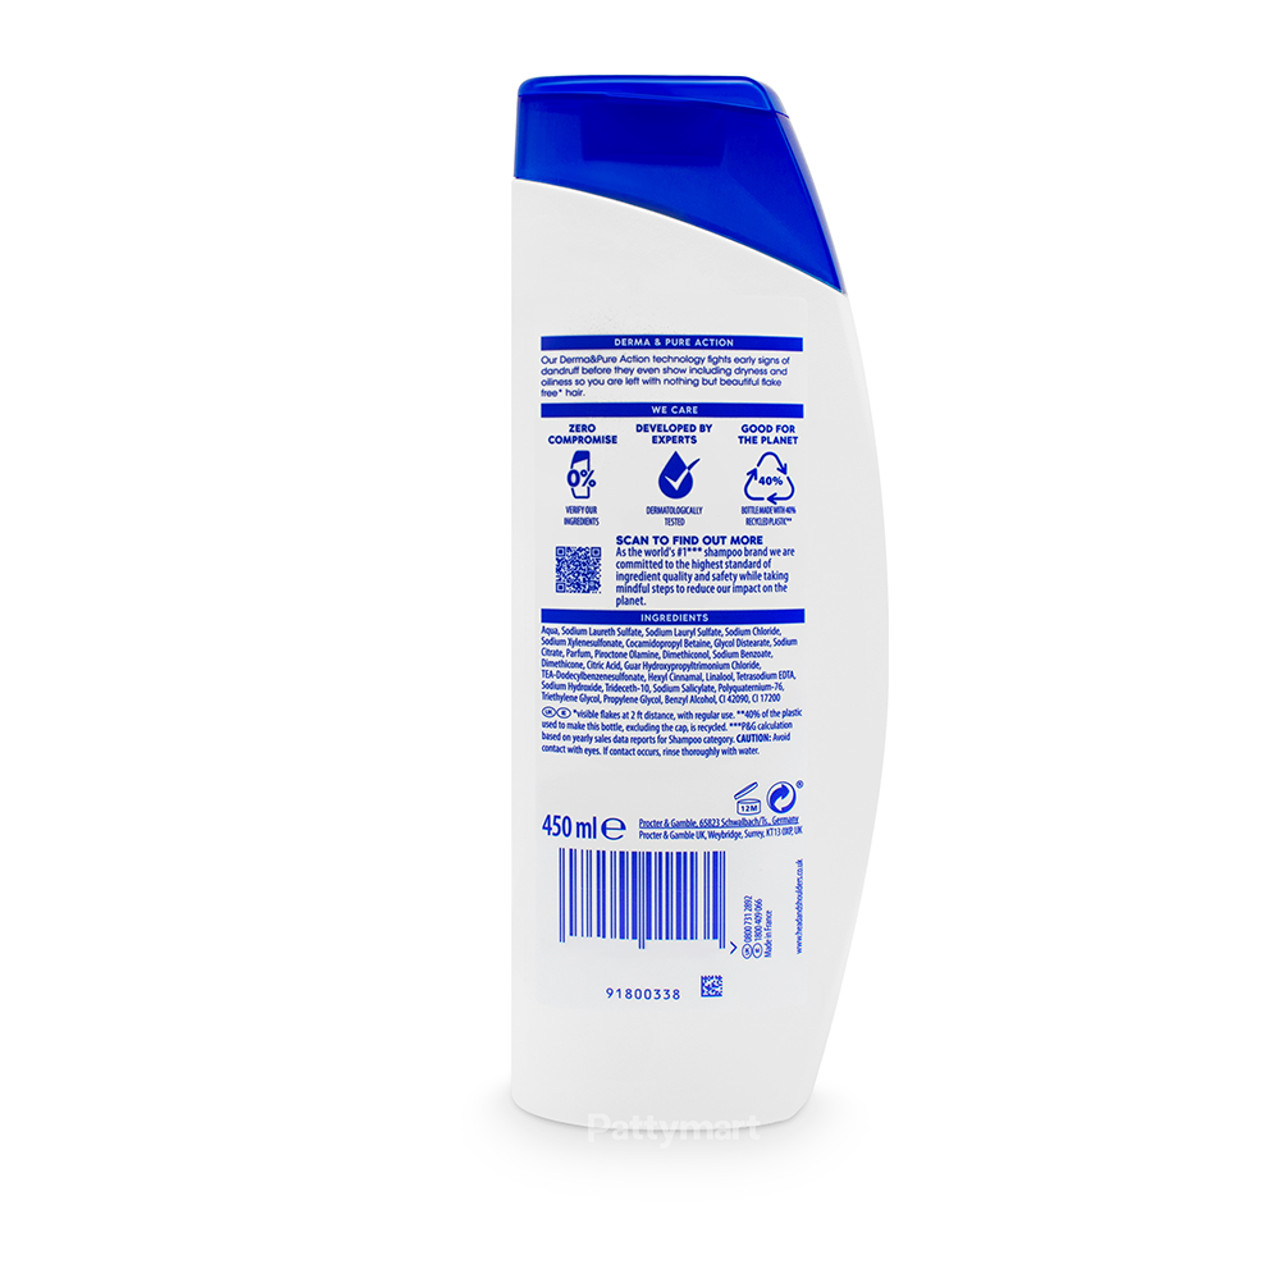 DERMA & PURE ACTION
Our Derma&Pure Action technology fights early signs of
dandruff before they even show including dryness and
oiliness so you are left with nothing but beautiful flake
free* hair.
WE CARE
ZERO
COMPROMISE
0%
VERIFY OUR
INGREDIENTS
DEVELOPED BY
EXPERTS
DERMATOLOGICALLY
TESTED
GOOD FOR
THE PLANET
40%
BOTTLE MADE WITH 40%
RECYCLED PLASTIC**
SCAN TO FIND OUT MORE
As the world's #1*** shampoo brand we are
committed to the highest standard of
ingredient quality and safety while taking
mindful steps to reduce our impact on the
planet.
INGREDIENTS
Aqua, Sodium Laureth Sulfate, Sodium Lauryl Sulfate, Sodium Chloride,
Sodium Xylenesulfonate, Cocamidopropyl Betaine, Glycol Distearate, Sodium
Citrate, Parfum, Piroctone Olamine, Dimethiconol, Sodium Benzoate,
Dimethicone, Citric Acid, Guar Hydroxypropyltrimonium Chloride,
TEA-Dodecylbenzenesulfonate, Hexyl Cinnamal, Linalool, Tetrasodium EDTA,
Sodium Hydroxide, Trideceth-10, Sodium Salicylate, Polyquaternium-76,
Triethylene Glycol, Propylene Glycol, Benzyl Alcohol, CI 42090, CI 17200
UK IE *visible flakes at 2 ft distance, with regular use. **40% of the plastic
used to make this bottle, excluding the cap, is recycled. ***P&G calculation
based on yearly sales data reports for Shampoo category. CAUTION: Avoid
contact with eyes. If contact occurs, rinse thoroughly with water.
12M
®
450 ml e
Procter & Gamble, 65823 Schwalbach/Ts., Germany
Procter & Gamble UK, Weybridge, Surrey, KT13 0XP, UK
UK 0800 731 2892
IE 1800 409 066
Made in France
www.headandshoulders.co.uk
91800338
Pattymart